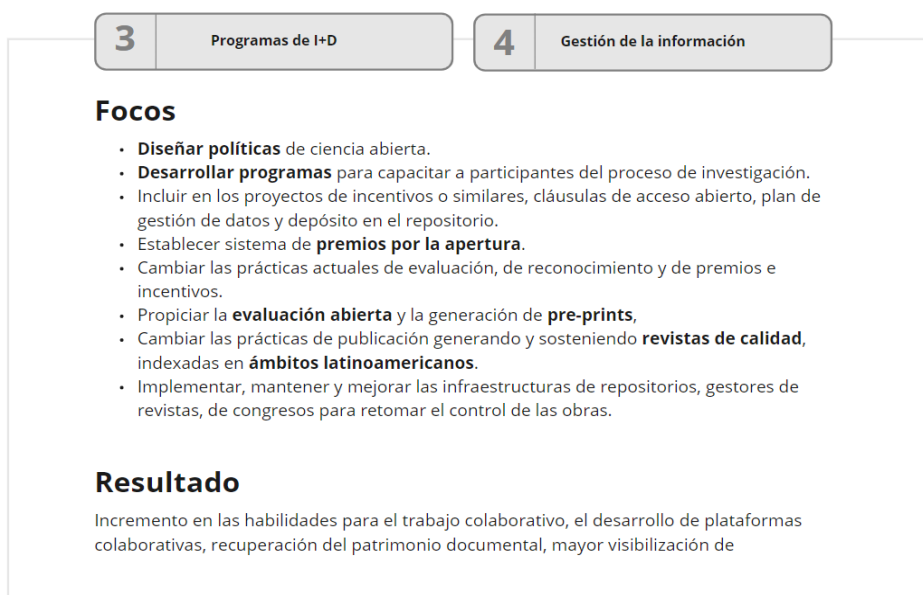 3 Programas de I+D
4 Gestión de la información
Focos
• Diseñar políticas de ciencia abierta.
• Desarrollar programas para capacitar a participantes del proceso de investigación.
• Incluir en los proyectos de incentivos o similares, cláusulas de acceso abierto, plan de
gestión de datos y depósito en el repositorio.
• Establecer sistema de premios por la apertura.
• Cambiar las prácticas actuales de evaluación, de reconocimiento y de premios e
incentivos.
• Propiciar la evaluación abierta y la generación de pre-prints,
• Cambiar las prácticas de publicación generando y sosteniendo revistas de calidad,
indexadas en ámbitos latinoamericanos.
• Implementar, mantener y mejorar las infraestructuras de repositorios, gestores de
revistas, de congresos para retomar el control de las obras.
Resultado
Incremento en las habilidades para el trabajo colaborativo, el desarrollo de plataformas
colaborativas, recuperación del patrimonio documental, mayor visibilización de